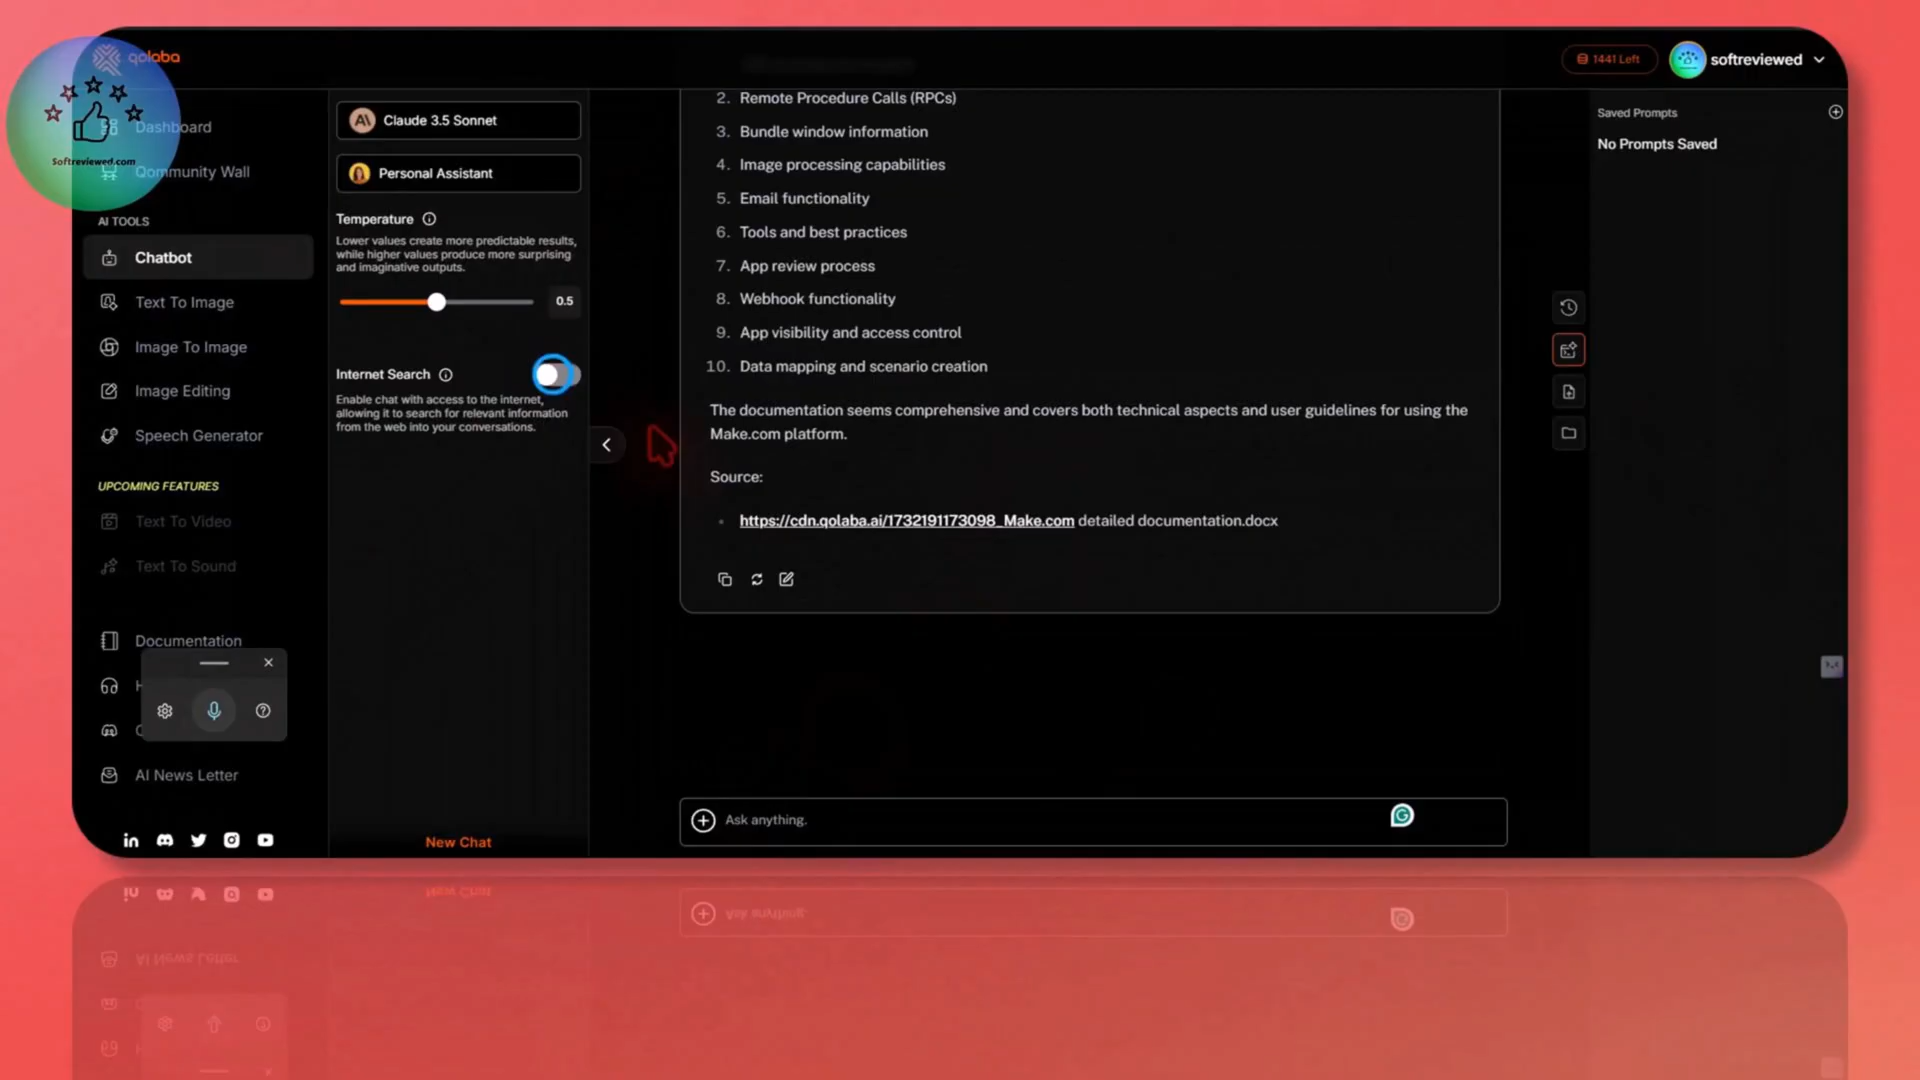 qolaba
1441 Left
softreviewed
Softreviewed.com
Dashboard
Qommunity Wall
AI TOOLS
Chatbot
Text To Image
Image To Image
Image Editing
Speech Generator
UPCOMING FEATURES
Text To Video
Text To Sound
Documentation
AI News Letter
Claude 3.5 Sonnet
Personal Assistant
Temperature
Lower values create more predictable results,
while higher values produce more surprising
and imaginative outputs.
0.5
Internet Search
Enable chat with access to the internet,
allowing it to search for relevant information
from the web into your conversations.
New Chat
2. Remote Procedure Calls (RPCs)
3. Bundle window information
4. Image processing capabilities
5. Email functionality
6. Tools and best practices
7. App review process
8. Webhook functionality
9. App visibility and access control
10. Data mapping and scenario creation
The documentation seems comprehensive and covers both technical aspects and user guidelines for using the
Make.com platform.
Source:
https://cdn.qolaba.ai/1732191173098_Make.com detailed documentation.docx
Ask anything.
Saved Prompts
No Prompts Saved